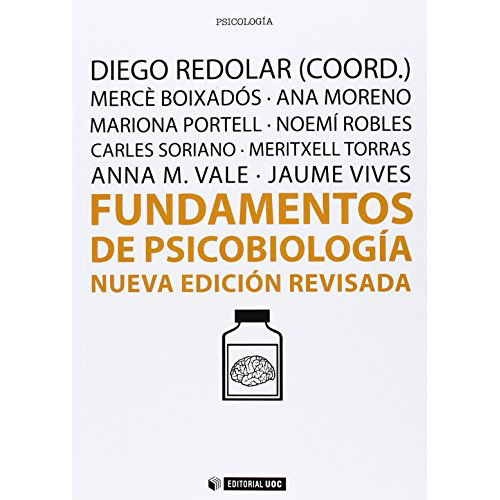 PSICOLOGÍA
DIEGO REDOLAR (COORD.)
MERCÈ BOIXADÓS · ANA MORENO
MARIONA PORTELL · NOEMÍ ROBLES
CARLES SORIANO · MERITXELL TORRAS
ANNA M. VALE · JAUME VIVES
FUNDAMENTOS
DE PSICOBIOLOGÍA
NUEVA EDICIÓN REVISADA
EDITORIAL UOC